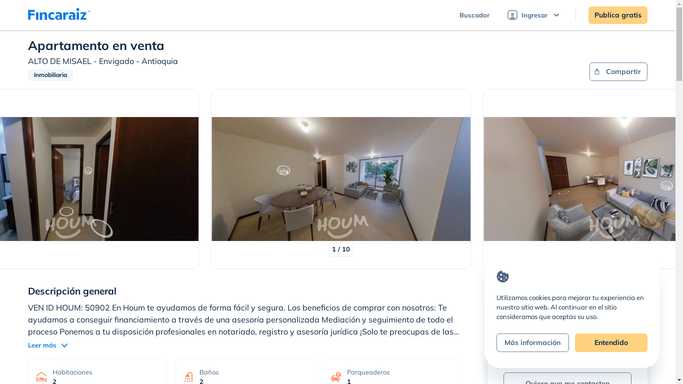 Fincaraiz
Buscador
Ingresar
Publica gratis
Apartamento en venta
ALTO DE MISAEL - Envigado - Antioquia
Inmobiliaria
Compartir
HOUM
HOUM
HOUM
1 / 10
Descripción general
VEN ID HOUM: 50902 En Houm te ayudamos de forma fácil y segura. Los beneficios de comprar con nosotros: Te
ayudamos a conseguir financiamiento a través de una asesoría personalizada Mediación y seguimiento de todo el
proceso Ponemos a tu disposición profesionales en notariado, registro y asesoría jurídica ¡Solo te preocupas de las...
Leer más
Habitaciones
2
Baños
2
Parqueaderos
1
Utilizamos cookies para mejorar tu experiencia en
nuestro sitio web. Al continuar en el sitio
consideramos que aceptas su uso.
Más información
Entendido
Quiero que me contacten